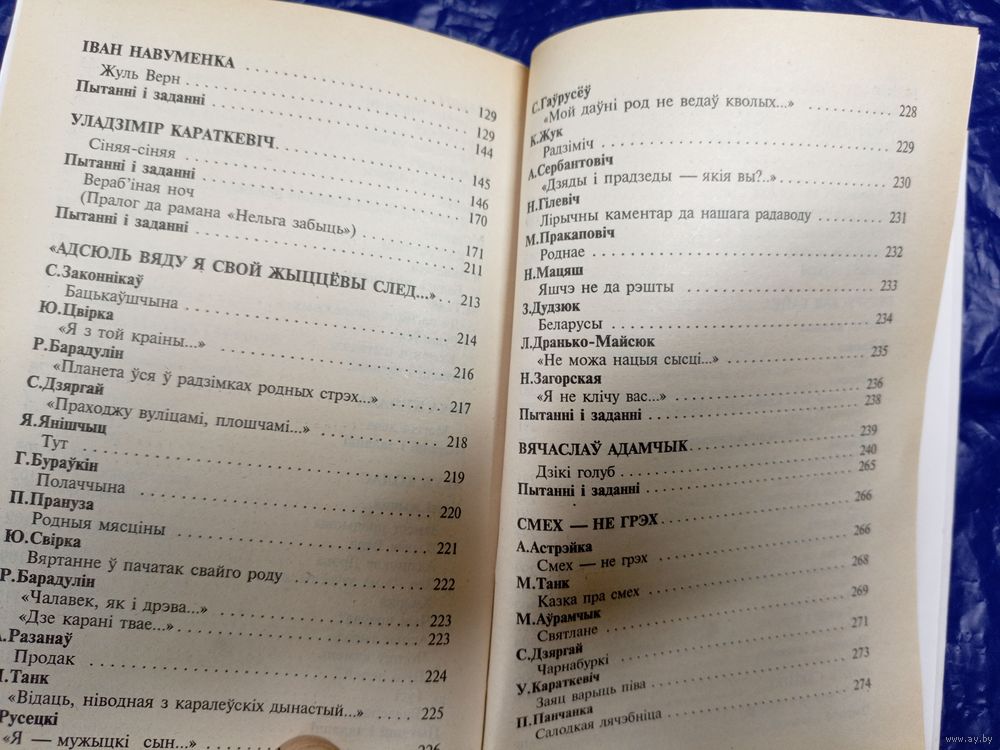 ІВАН НАВУМЕНКА ........ 129
Жуль Верн ........ 129
Пытанні і заданні ........ 144
УЛАДЗІМІР КАРАТКЕВІЧ ........ 145
Сіняя-сіняя ........ 146
Пытанні і заданні ........ 170
Вераб’іная ноч
(Пралог да рамана «Нельга забыць») ........ 171
Пытанні і заданні ........ 211
«АДСЮЛЬ ВЯДУ Я СВОЙ ЖЫЦЦЁВЫ СЛЕД...» .. 213
С.Законнікаў
Бацькаўшчына ........ 214
Ю.Цвірка
«Я з той краіны...» ........ 216
Р.Барадулін
«Планета ўся ў радзімках родных стрэх...» ........ 217
С.Дзяргай
«Праходжу вуліцамі, плошчамі...» ........ 218
Я.Янішчыц
Тут ........ 219
Г.Бураўкін
Полаччына ........ 220
П.Прануза
Родныя мясціны ........ 221
Ю.Свірка
Вяртанне ў пачатак свайго роду ........ 222
Р.Барадулін
«Чалавек, як і дрэва...» ........ 223
«Дзе карані твае...» ........ 223
.Разанаў
Продак ........ 224
.Танк
«Відаць, ніводная з каралеўскіх дынастый...» .... 225
Русецкі
«Я — мужыцкі сын...» ........ 226
С.Гаўрусёў
«Мой даўні род не ведаў кволых...» ........ 228
К.Жук
Радзіміч ........ 229
А.Сербантовіч
«Дзяды і прадзеды — якія вы?..» ........ 230
Н.Гілевіч
Лірычны каментар да нашага радаводу ........ 231
М.Пракаповіч
Роднае ........ 232
Н.Мацяш
Яшчэ не да рэшты ........ 233
З.Дудзюк
Беларусы ........ 234
Л.Дранько-Майсюк
«Не можа нацыя сысці...» ........ 235
Н.Загорская
«Я не клічу вас...» ........ 236
Пытанні і заданні ........ 238
ВЯЧАСЛАЎ АДАМЧЫК ........ 239
Дзікі голуб ........ 240
Пытанні і заданні ........ 265
СМЕХ — НЕ ГРЭХ ........ 266
А.Астрэйка
Смех — не грэх ........ 266
М.Танк
Казка пра смех ........ 268
М.Аўрамчык
Святлане ........ 269
С.Дзяргай
Чарнабуркі ........ 271
У.Караткевіч
Заяц варыць піва ........ 273
П.Панчанка
Салодкая лячэбніца ........ 274
www.ay.by